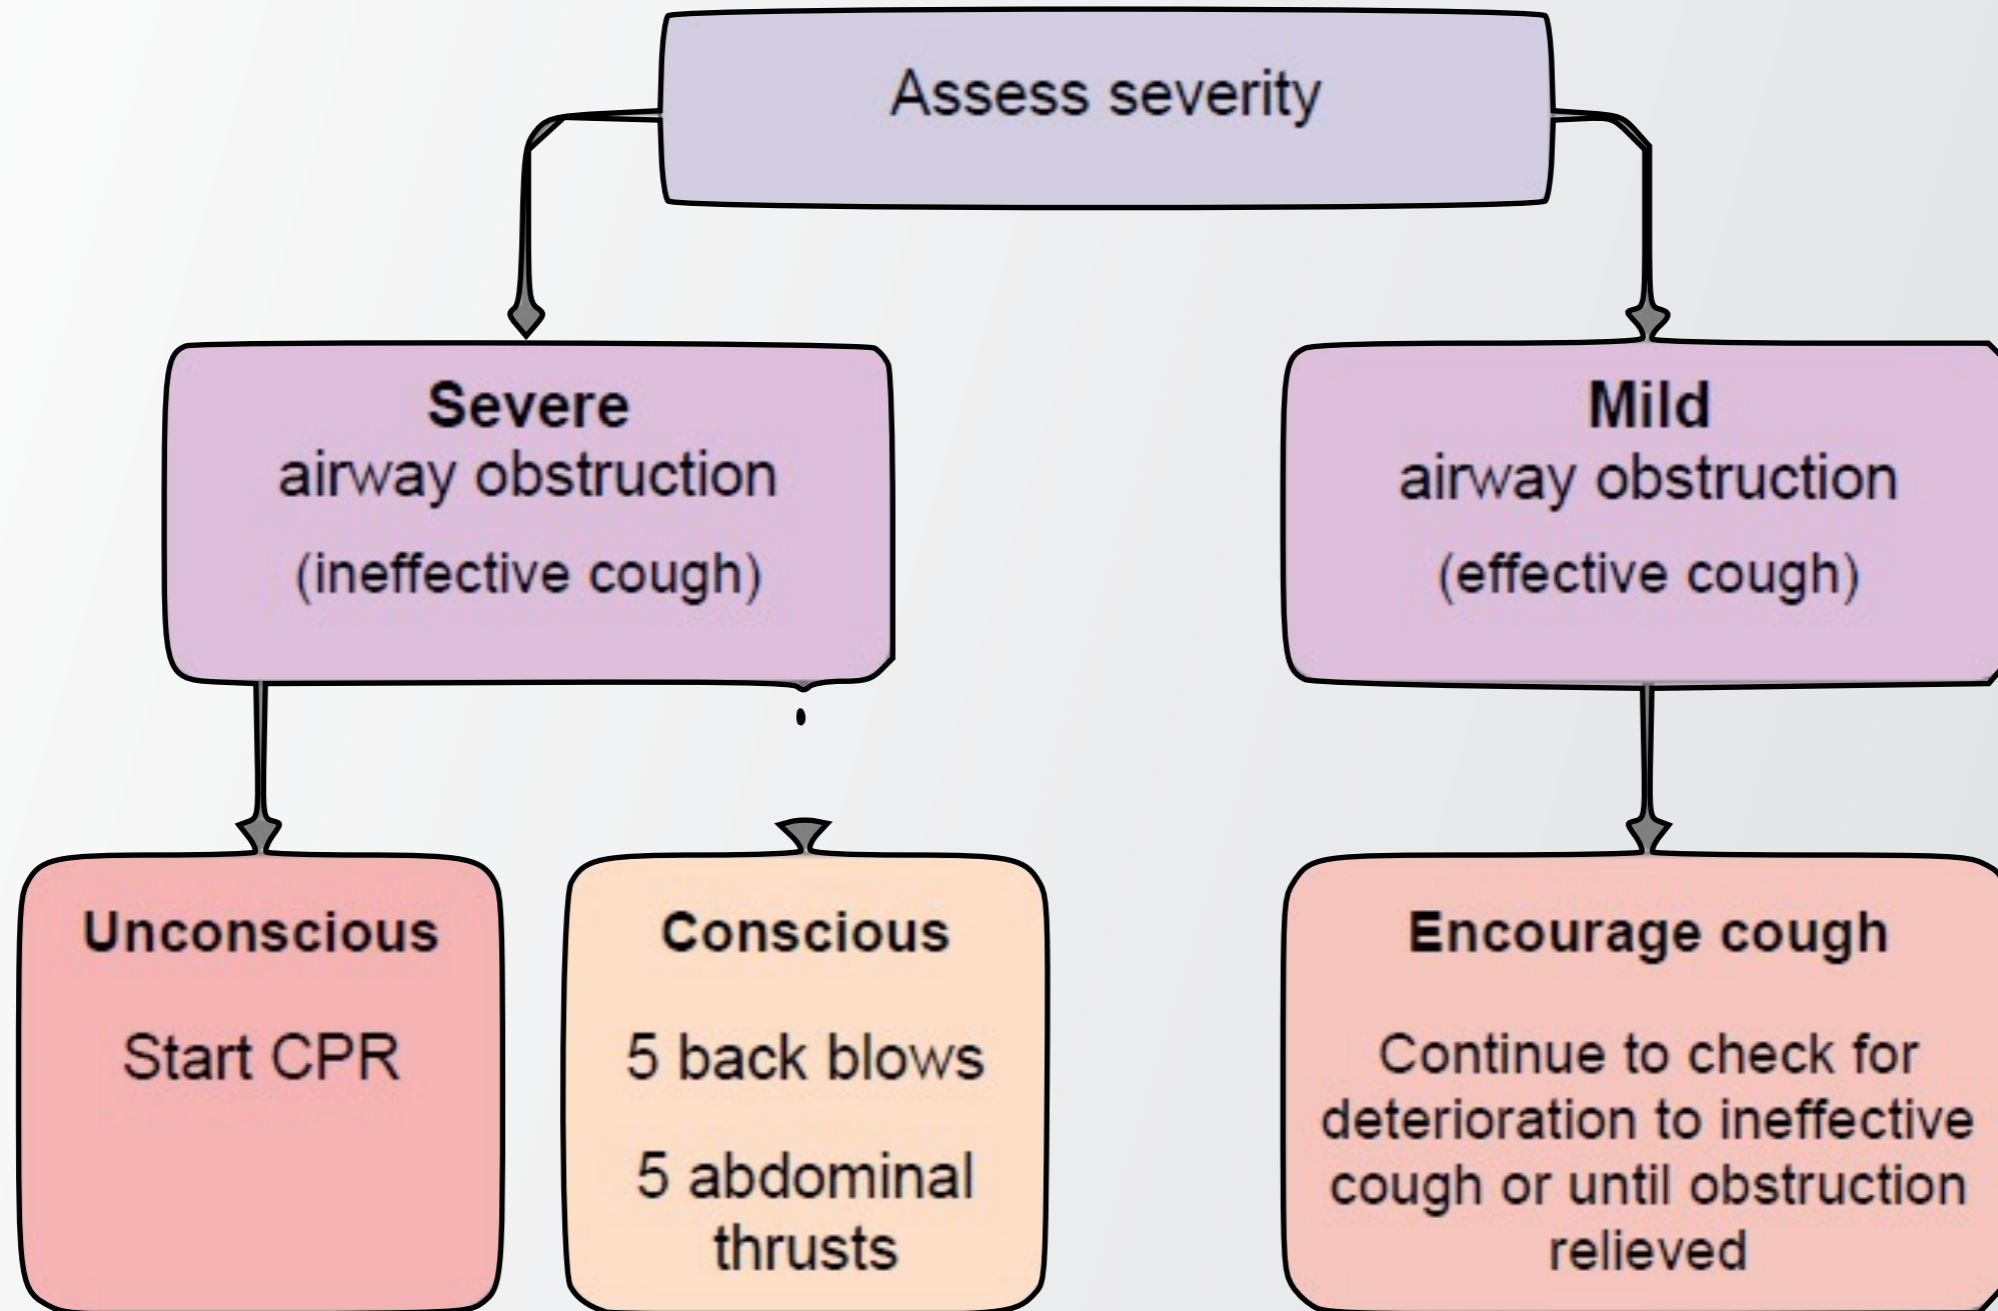 Assess severity
Severe
airway obstruction
(ineffective cough)
Mild
airway obstruction
(effective cough)
Unconscious
Start CPR
Conscious
5 back blows
5 abdominal
thrusts
Encourage cough
Continue to check for
deterioration to ineffective
cough or until obstruction
relieved